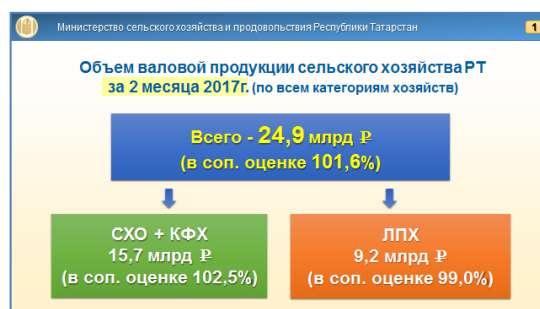 Министерство сельского хозяйства и продовольствия Республики Татарстан
1
Объем валовой продукции сельского хозяйства РТ
за 2 месяца 2017г. (по всем категориям хозяйств)
Всего - 24,9 млрд ₽
(в соп. оценке 101,6%)
СХО + КФХ
15,7 млрд ₽
(в соп. оценке 102,5%)
ЛПХ
9,2 млрд ₽
(в соп. оценке 99,0%)